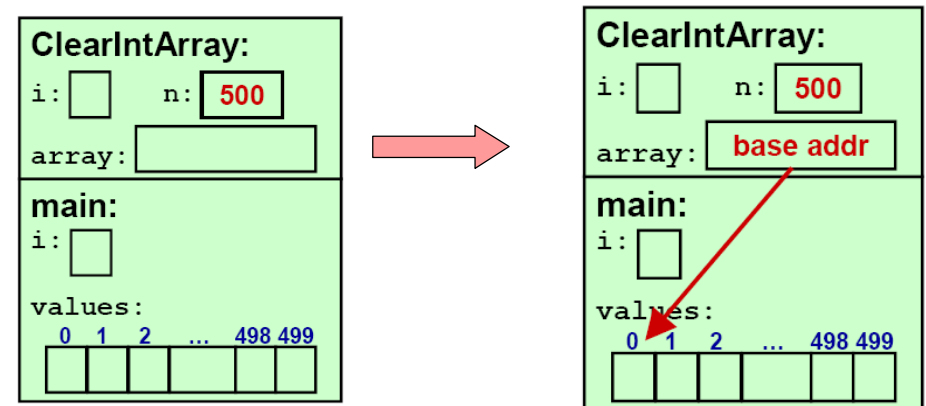 ClearIntArray:
i: n: 500
array:
main:
i:
values:
0 1 2 ... 498 499
ClearIntArray:
i: n: 500
array: base addr
main:
i:
values:
0 1 2 ... 498 499